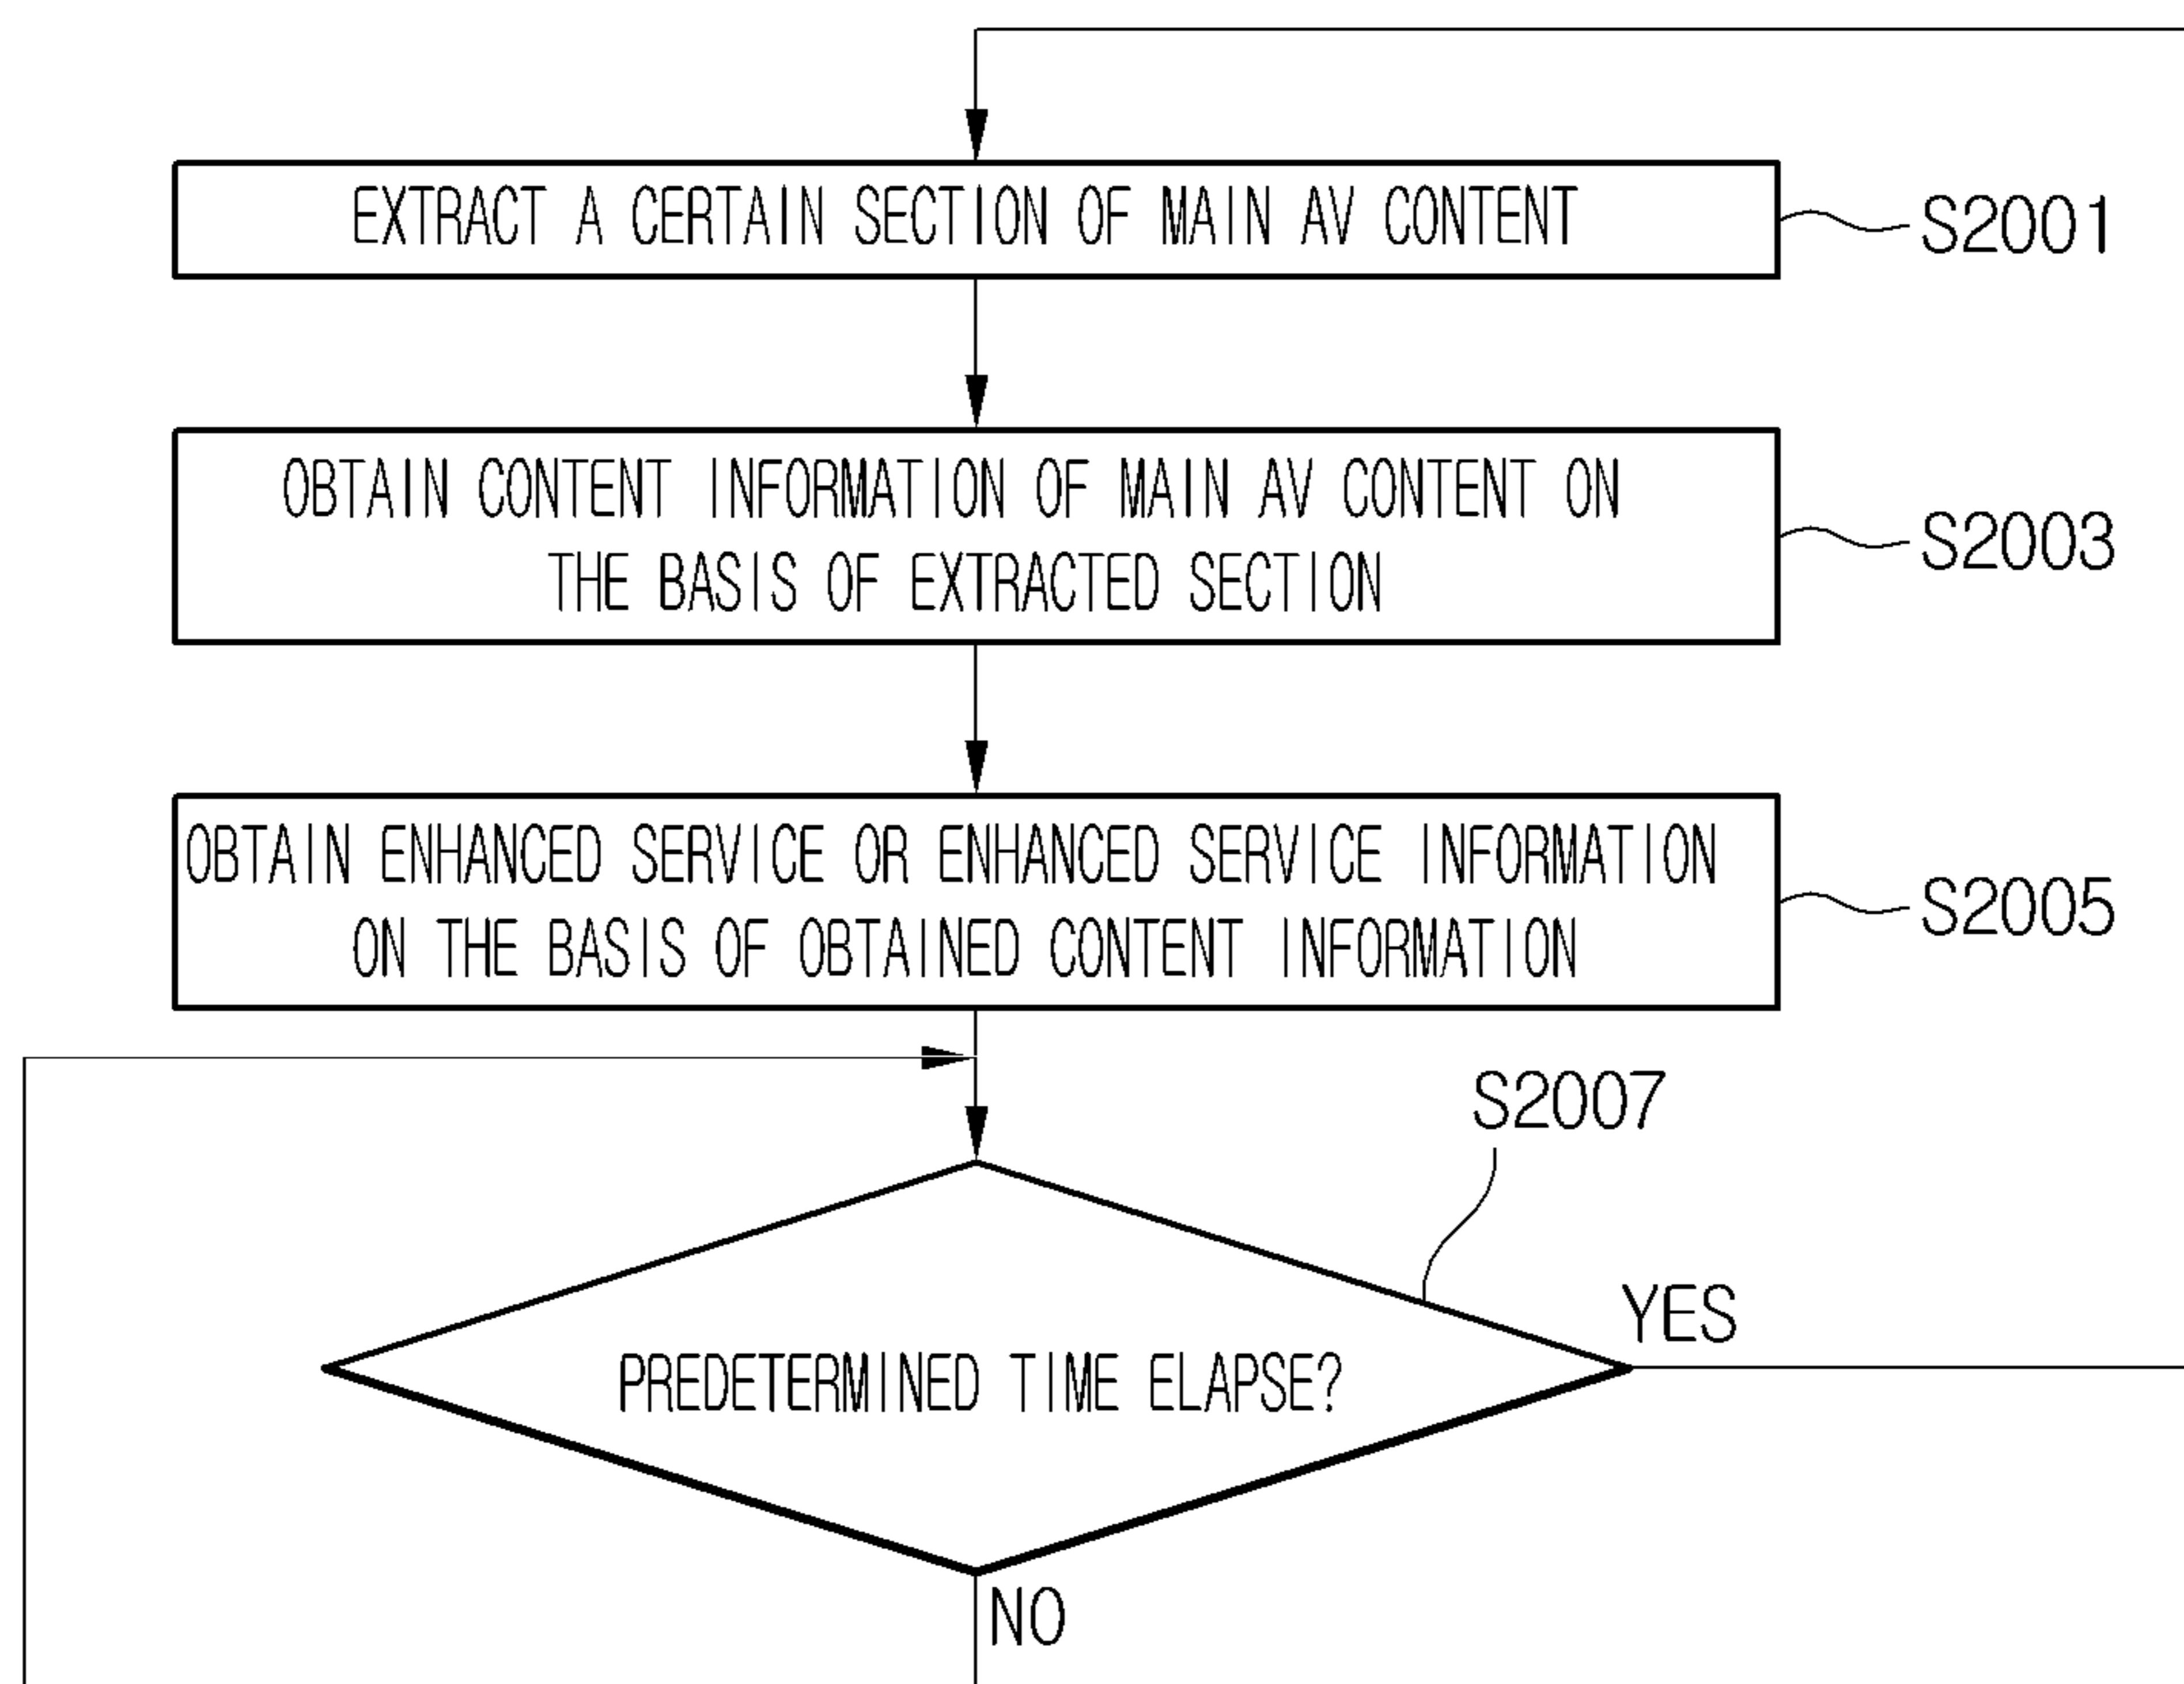 EXTRACT A CERTAIN SECTION OF MAIN AV CONTENT
S2001
OBTAIN CONTENT INFORMATION OF MAIN AV CONTENT ON
THE BASIS OF EXTRACTED SECTION
S2003
OBTAIN ENHANCED SERVICE OR ENHANCED SERVICE INFORMATION
ON THE BASIS OF OBTAINED CONTENT INFORMATION
S2005
S2007
PREDETERMINED TIME ELAPSE?
YES
NO